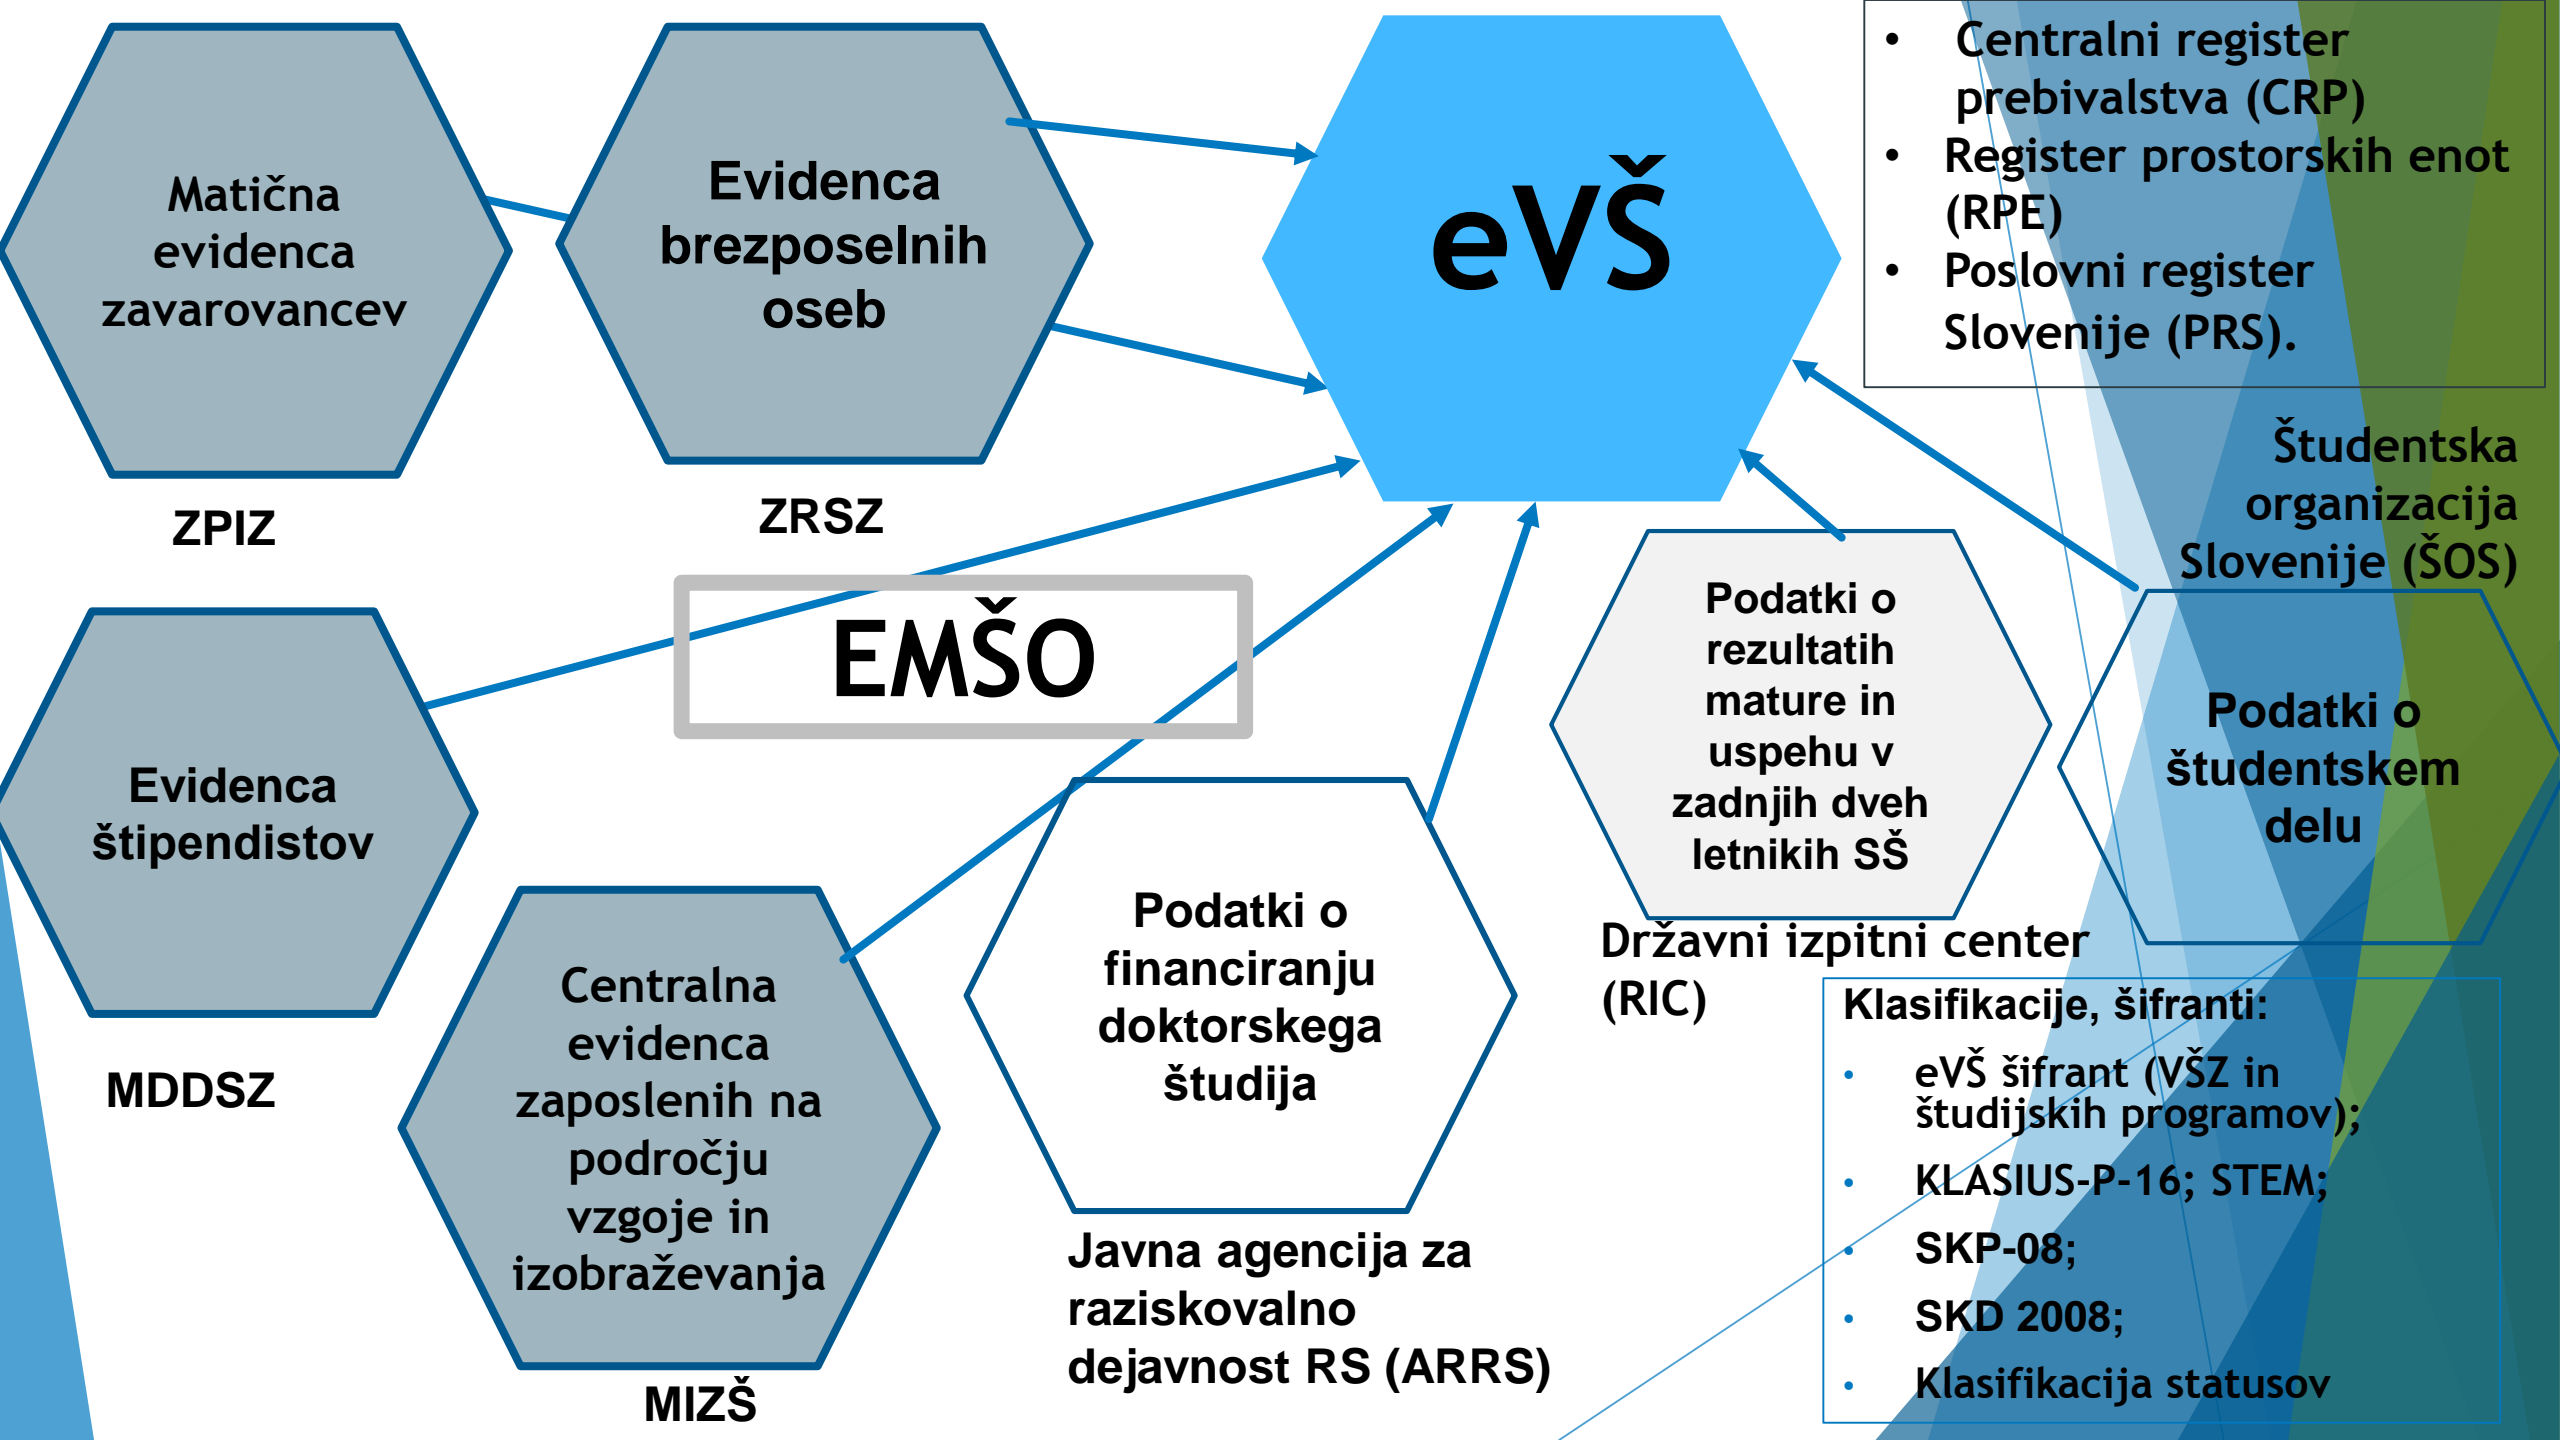 Matična
evidenca
zavarovancev
ZPIZ
Evidenca
brezposelnih
oseb
ZRSZ
eVŠ
• Centralni register
prebivalstva (CRP)
• Register prostorskih enot
(RPE)
• Poslovni register
Slovenije (PRS).
Študentska
organizacija
Slovenije (ŠOS)
EMŠO
Evidenca
štipendistov
MDDSZ
Centralna
evidenca
zaposlenih na
področju
vzgoje in
izobraževanja
MIZŠ
Podatki o
financiranju
doktorskega
študija
Javna agencija za
raziskovalno
dejavnost RS (ARRS)
Podatki o
rezultatih
mature in
uspehu v
zadnjih dveh
letnikih SŠ
Državni izpitni center
(RIC)
Podatki o
študentskem
delu
Klasifikacije, šifranti:
• eVŠ šifrant (VŠZ in
študijskih programov);
• KLASIUS-P-16; STEM;
• SKP-08;
• SKD 2008;
• Klasifikacija statusov